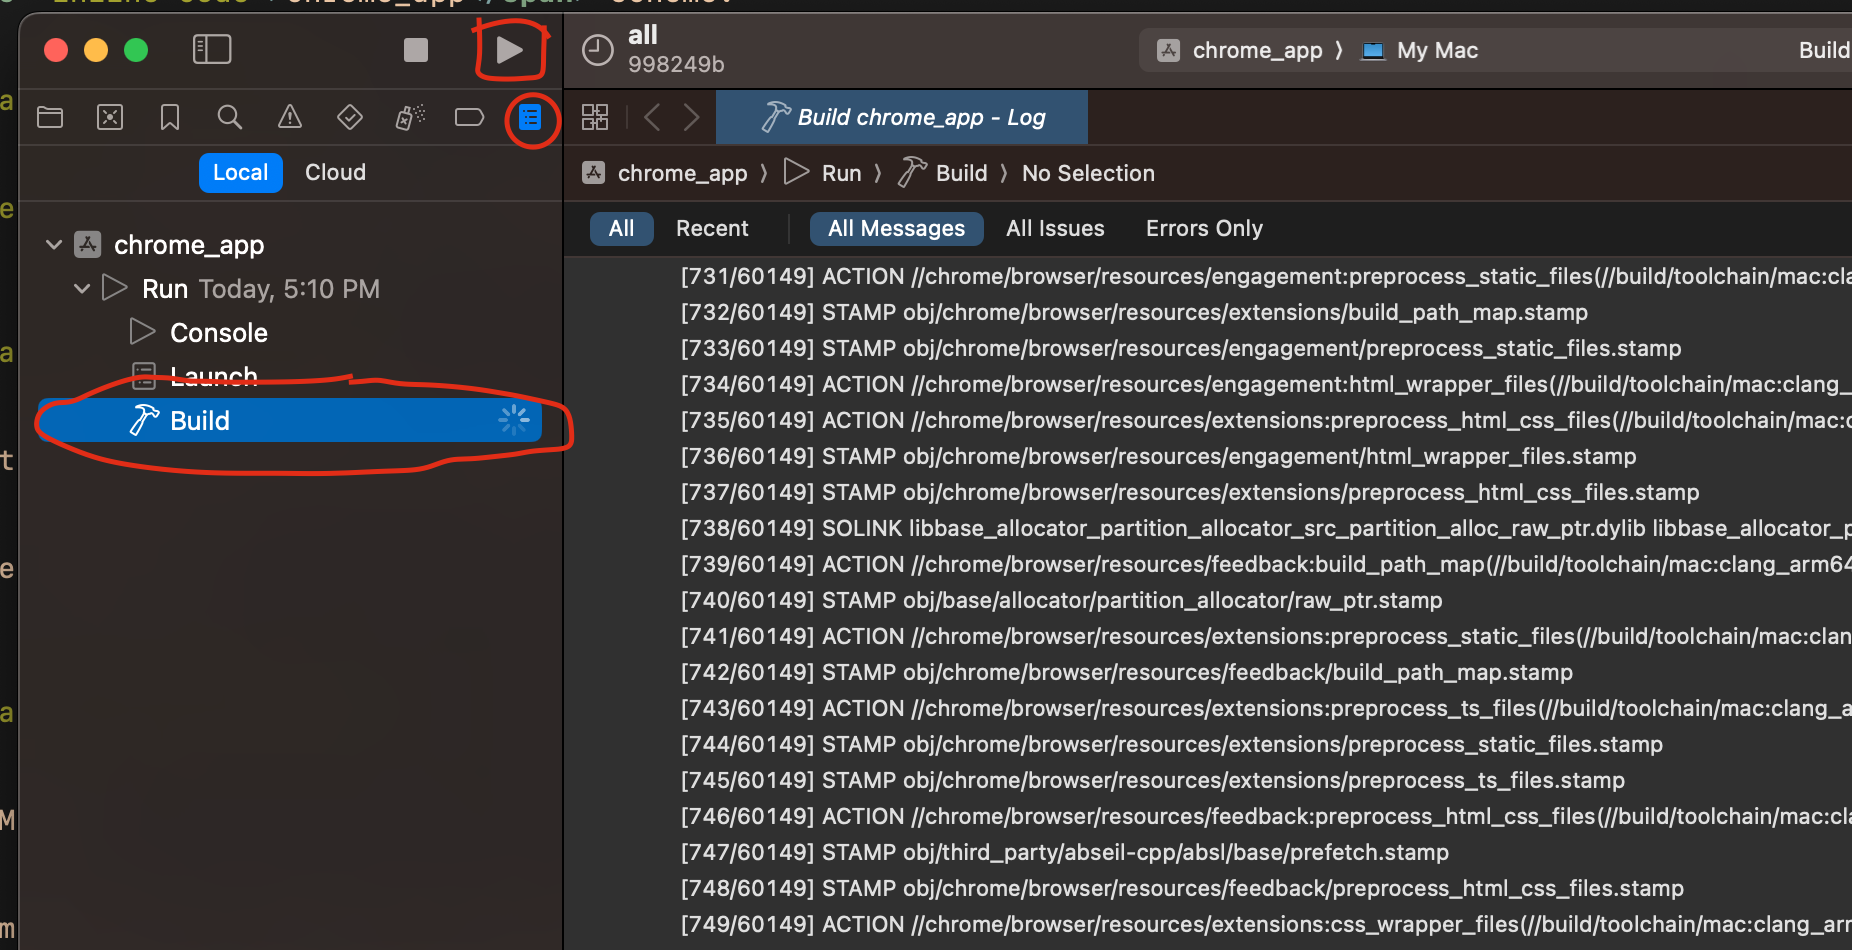 all
998249b
chrome_app ⟩ My Mac
Build
Build chrome_app - Log
Local Cloud
chrome_app ⟩ Run ⟩ Build ⟩ No Selection
All Recent All Messages All Issues Errors Only
chrome_app
Run Today, 5:10 PM
Console
Launch
Build
[731/60149] ACTION //chrome/browser/resources/engagement:preprocess_static_files(//build/toolchain/mac:cla
[732/60149] STAMP obj/chrome/browser/resources/extensions/build_path_map.stamp
[733/60149] STAMP obj/chrome/browser/resources/engagement/preprocess_static_files.stamp
[734/60149] ACTION //chrome/browser/resources/engagement:html_wrapper_files(//build/toolchain/mac:clang_
[735/60149] ACTION //chrome/browser/resources/extensions:preprocess_html_css_files(//build/toolchain/mac:c
[736/60149] STAMP obj/chrome/browser/resources/engagement/html_wrapper_files.stamp
[737/60149] STAMP obj/chrome/browser/resources/extensions/preprocess_html_css_files.stamp
[738/60149] SOLINK libbase_allocator_partition_allocator_src_partition_alloc_raw_ptr.dylib libbase_allocator_p
[739/60149] ACTION //chrome/browser/resources/feedback:build_path_map(//build/toolchain/mac:clang_arm64
[740/60149] STAMP obj/base/allocator/partition_allocator/raw_ptr.stamp
[741/60149] ACTION //chrome/browser/resources/extensions:preprocess_static_files(//build/toolchain/mac:clan
[742/60149] STAMP obj/chrome/browser/resources/feedback/build_path_map.stamp
[743/60149] ACTION //chrome/browser/resources/extensions:preprocess_ts_files(//build/toolchain/mac:clang_a
[744/60149] STAMP obj/chrome/browser/resources/extensions/preprocess_static_files.stamp
[745/60149] STAMP obj/chrome/browser/resources/extensions/preprocess_ts_files.stamp
[746/60149] ACTION //chrome/browser/resources/feedback:preprocess_html_css_files(//build/toolchain/mac:cla
[747/60149] STAMP obj/third_party/abseil-cpp/absl/base/prefetch.stamp
[748/60149] STAMP obj/chrome/browser/resources/feedback/preprocess_html_css_files.stamp
[749/60149] ACTION //chrome/browser/resources/extensions:css_wrapper_files(//build/toolchain/mac:clang_arm